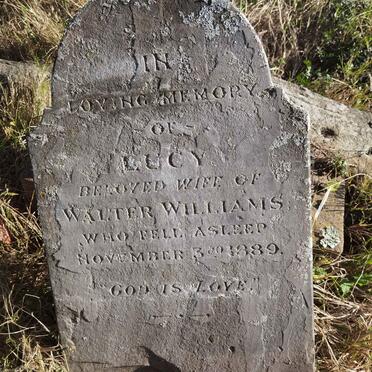 IN
LOVING MEMORY
OF
LUCY
BELOVED WIFE OF
WALTER WILLIAMS,
WHO FELL ASLEEP
NOVEMBER 3RD 1889.
"GOD IS LOVE."